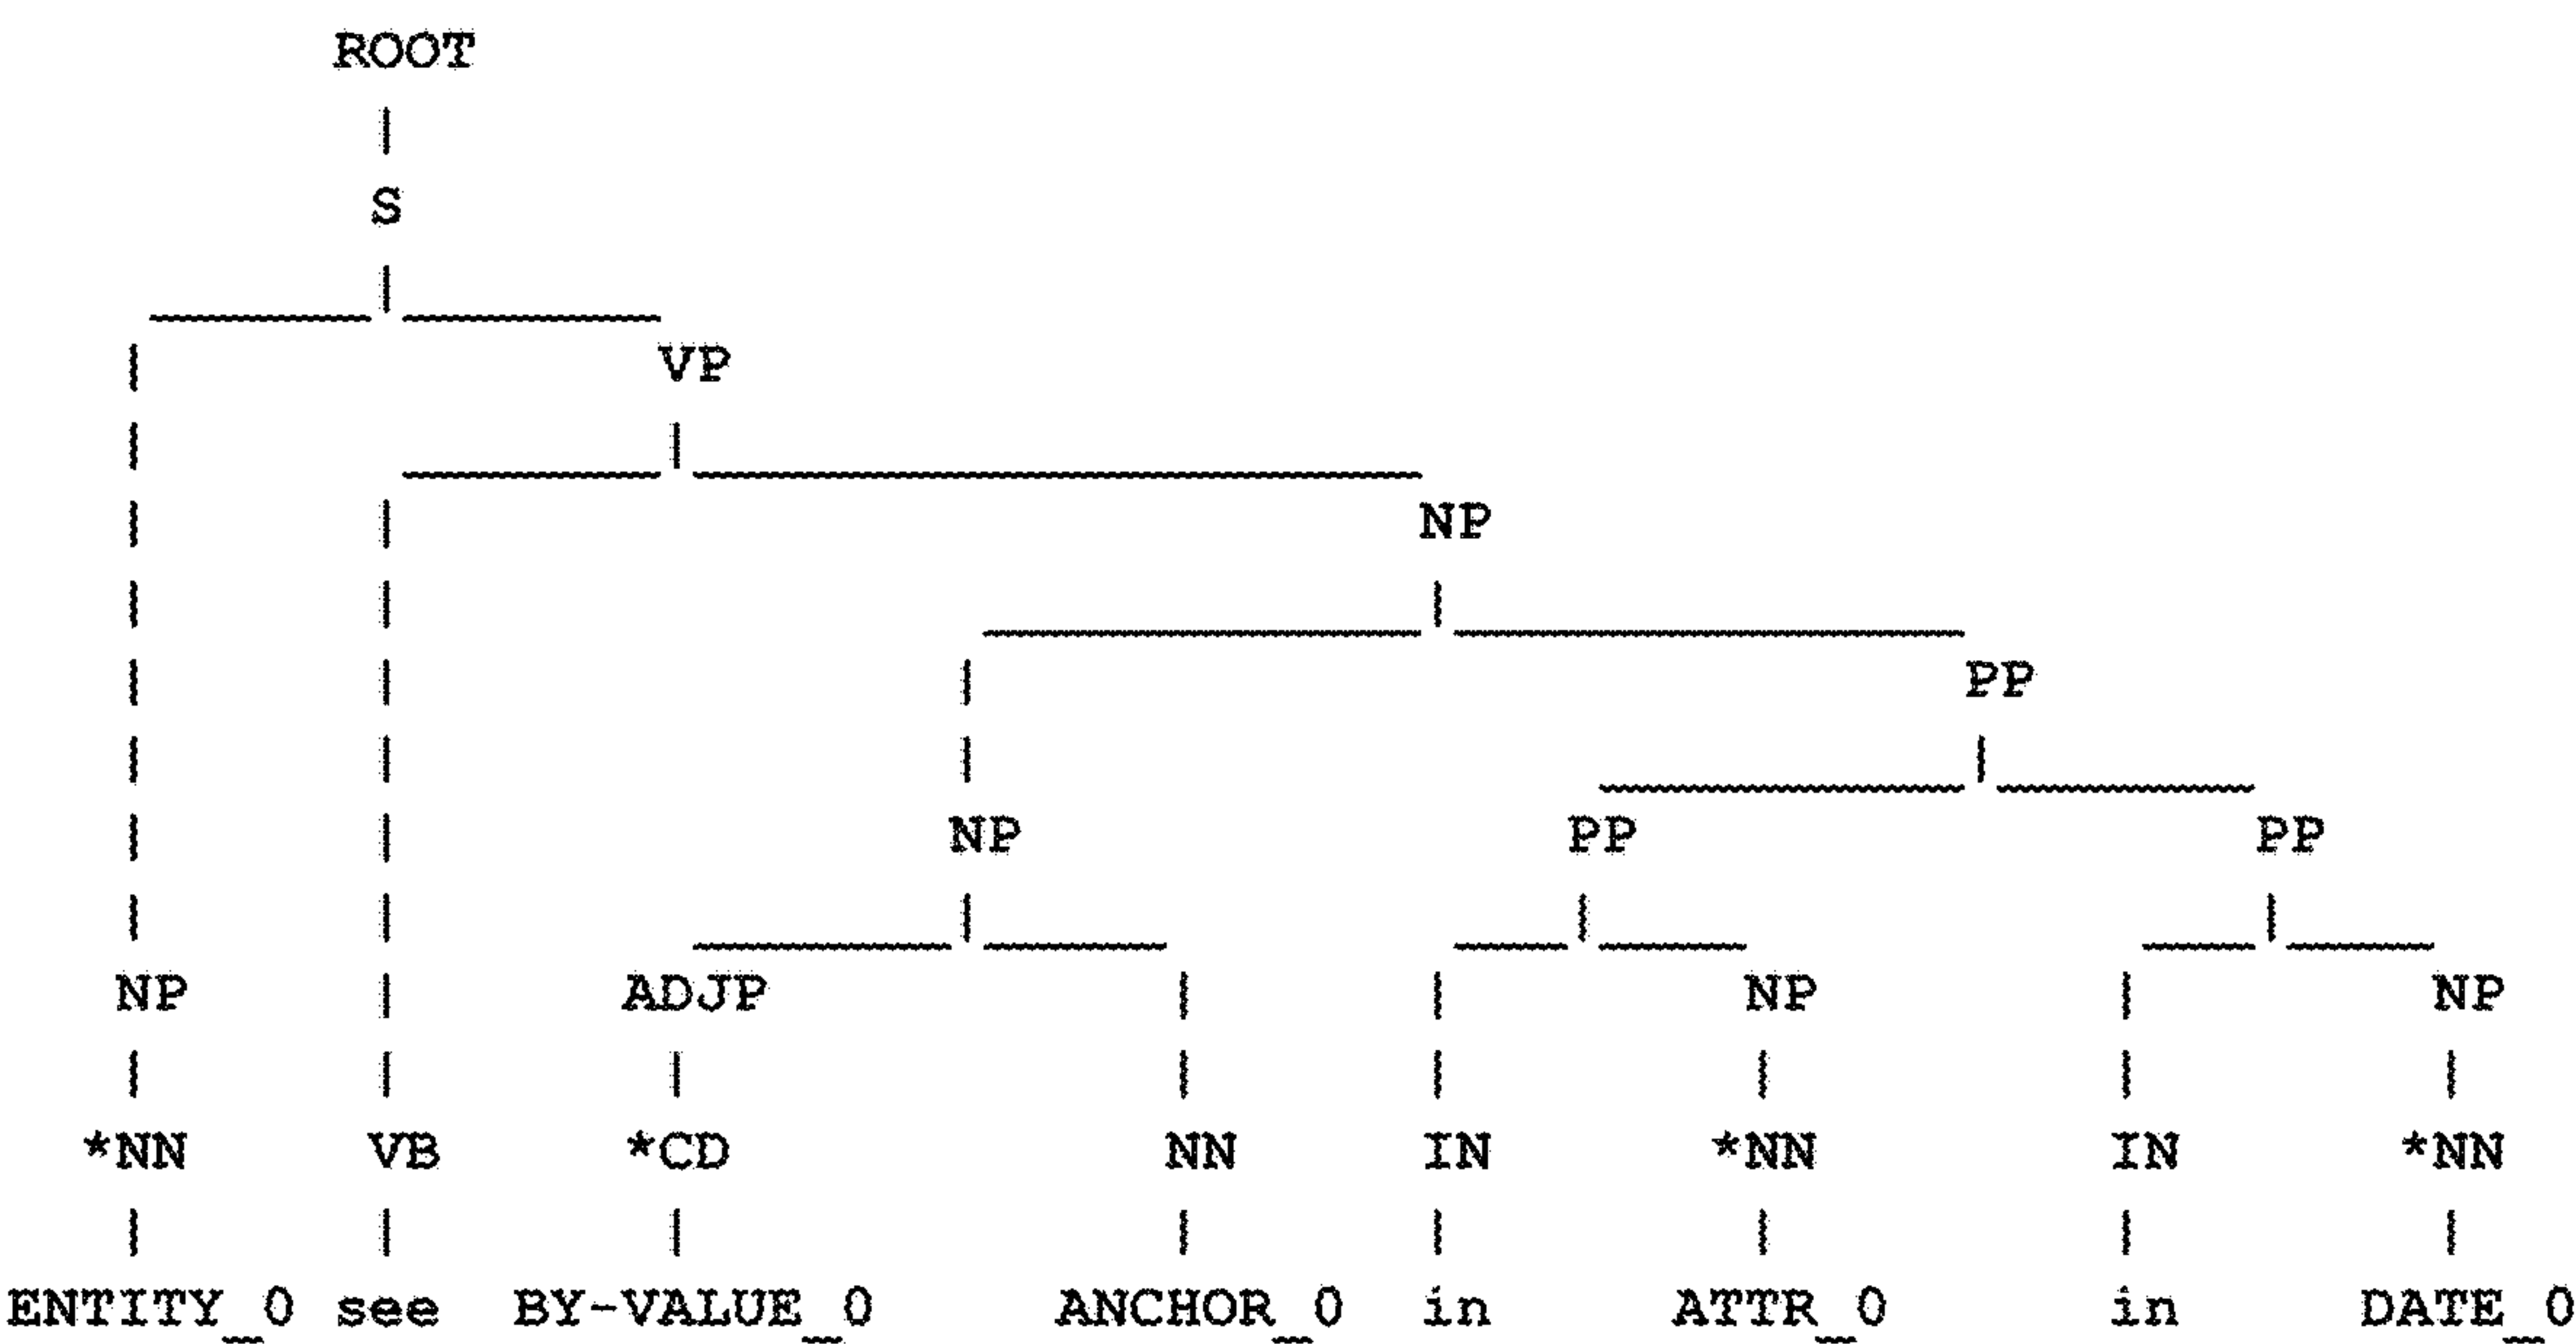 ROOT
S
VP
NP
PP
NP PP PP
NP ADJP NP NP
*NN VB *CD NN IN *NN IN *NN
ENTITY_0 see BY-VALUE_0 ANCHOR_0 in ATTR_0 in DATE_0